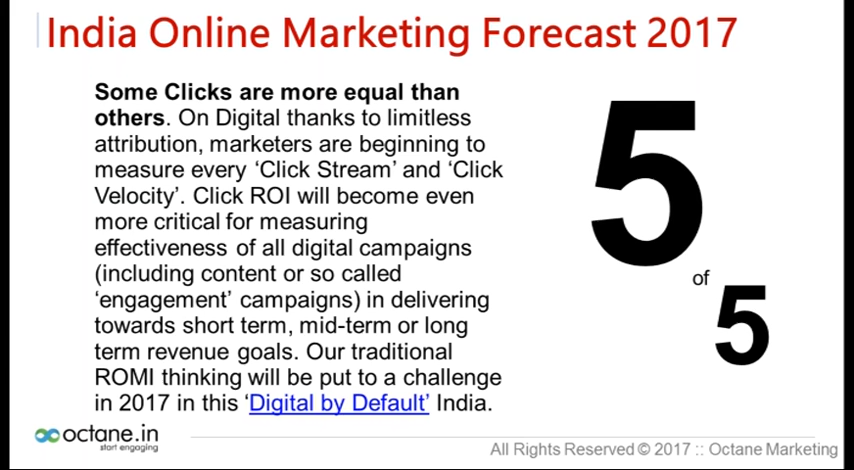 India Online Marketing Forecast 2017
Some Clicks are more equal than
others. On Digital thanks to limitless
attribution, marketers are beginning to
measure every ‘Click Stream’ and ‘Click
Velocity’. Click ROI will become even
more critical for measuring
effectiveness of all digital campaigns
(including content or so called
‘engagement’ campaigns) in delivering
towards short term, mid-term or long
term revenue goals. Our traditional
ROMI thinking will be put to a challenge
in 2017 in this ‘Digital by Default’ India.
5
of
5
octane.in
start engaging
All Rights Reserved © 2017 :: Octane Marketing